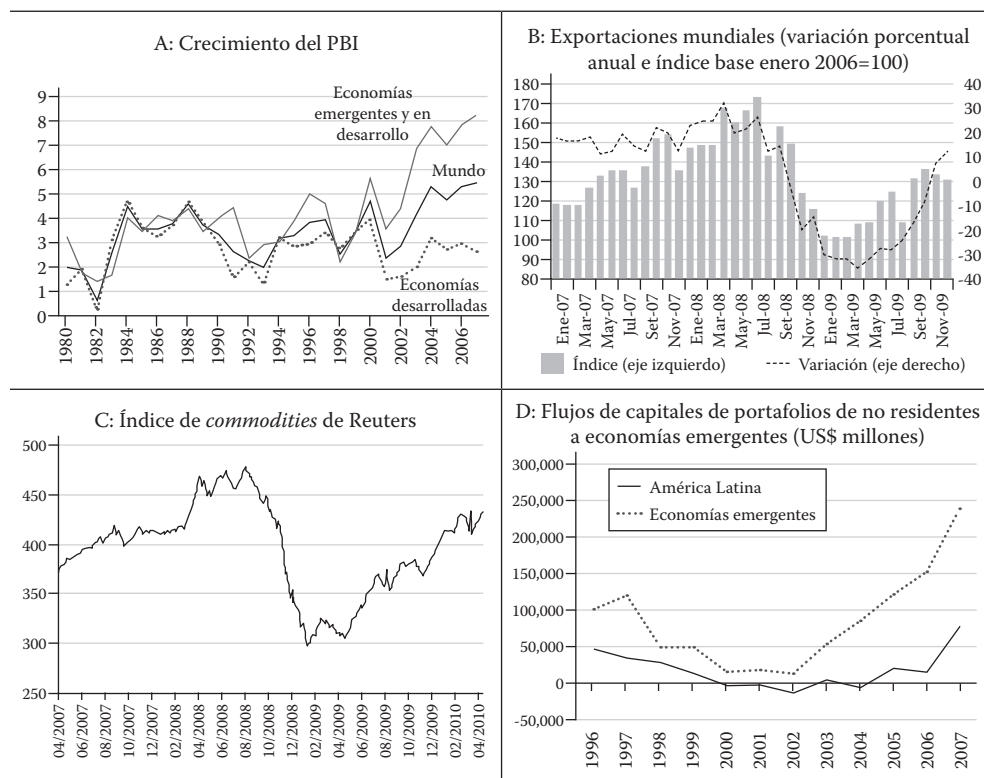 A: Crecimiento del PBI
9
8
7
6
5
4
3
2
1
0
Economías
emergentes y en
desarrollo
Mundo
Economías
desarrolladas
1980
1982
1984
1986
1988
1990
1992
1994
1996
1998
2000
2002
2004
2006
B: Exportaciones mundiales (variación porcentual
anual e índice base enero 2006=100)
180
170
160
150
140
130
120
110
100
90
80
40
30
20
10
0
-10
-20
-30
-40
Ene-07
Mar-07
May-07
Jul-07
Set-07
Nov-07
Ene-08
Mar-08
May-08
Jul-08
Set-08
Nov-08
Ene-09
Mar-09
May-09
Jul-09
Set-09
Nov-09
Índice (eje izquierdo)
Variación (eje derecho)
C: Índice de commodities de Reuters
500
450
400
350
300
250
04/2007
06/2007
08/2007
10/2007
12/2007
02/2008
04/2008
06/2008
08/2008
10/2008
12/2008
02/2009
04/2009
06/2009
08/2009
10/2009
12/2009
02/2010
04/2010
D: Flujos de capitales de portafolios de no residentes
a economías emergentes (US$ millones)
300,000
250,000
200,000
150,000
100,000
50,000
0
-50,000
América Latina
Economías emergentes
1996
1997
1998
1999
2000
2001
2002
2003
2004
2005
2006
2007